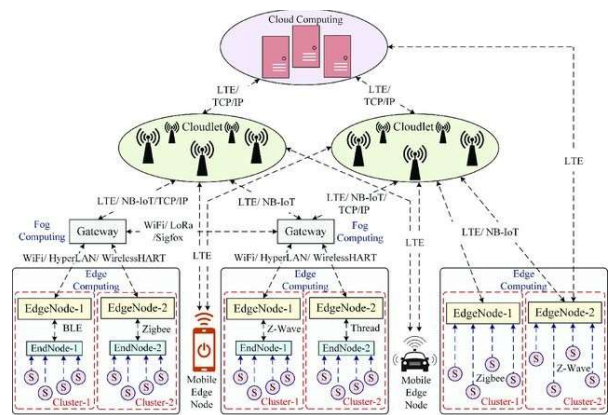 Cloud Computing
LTE/
TCP/IP
LTE/
TCP/IP
Cloudlet
Cloudlet
LTE
LTE/ NB-IoT/TCP/IP
LTE/ NB-IoT
LTE/ NB-IoT/
TCP/IP
LTE/ NB-IoT
Fog
Computing
Gateway
WiFi/ LoRa
/Sigfox
Gateway
Fog
Computing
WiFi/ HyperLAN/ WirelessHART
LTE
WiFi/ HyperLAN/ WirelessHART
LTE
Edge
Computing
EdgeNode-1
EdgeNode-2
BLE
Zigbee
EndNode-1
EndNode-2
S S S S
S S S S
Cluster-1
Cluster-2
Mobile
Edge
Node
Edge
Computing
EdgeNode-1
EdgeNode-2
Z-Wave
Thread
EndNode-1
EndNode-2
S S S S
S S S S
Cluster-1
Cluster-2
Mobile
Edge
Node
Edge
Computing
EdgeNode-1
EdgeNode-2
Zigbee
Z-Wave
S S S S
S S S S
Cluster-1
Cluster-2